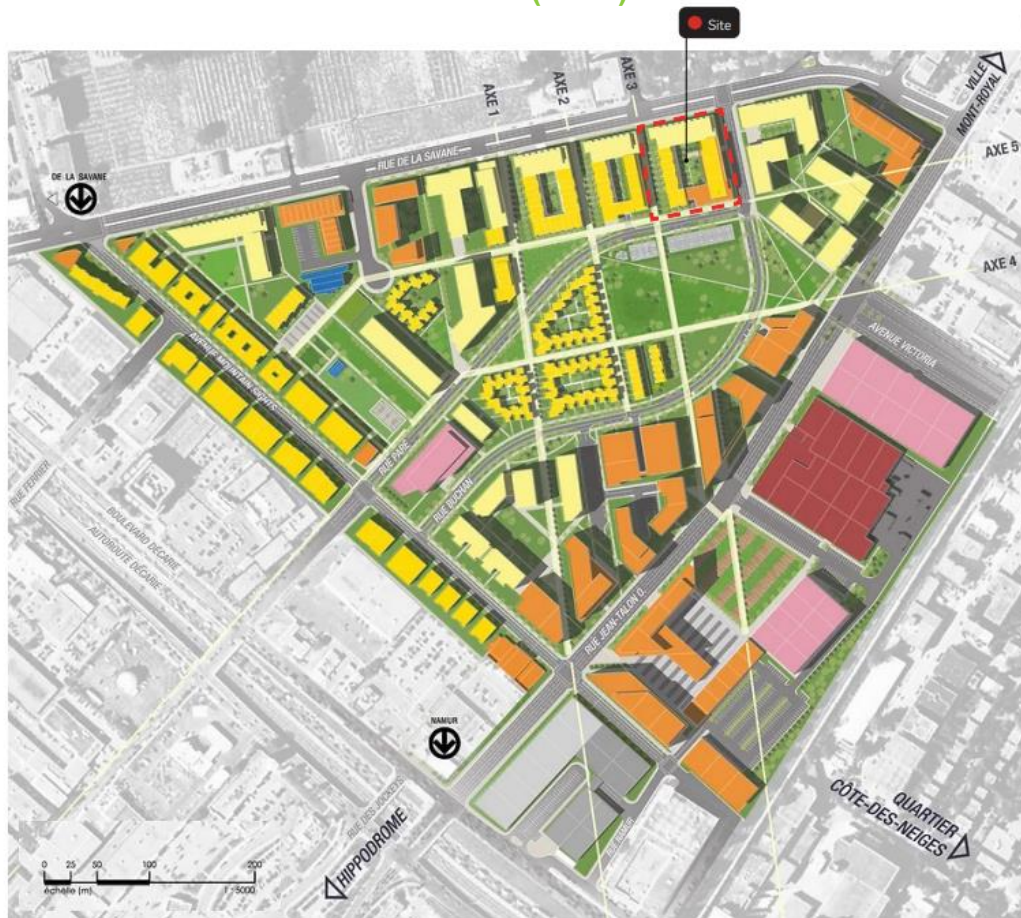 Site
AXE 1
AXE 2
AXE 3
VILLE
MONT-ROYAL
AXE 5
RUE DE LA SAVANE
DE LA SAVANE
AXE 4
AVENUE VICTORIA
AVENUE MOUNTAIN SIGHTS
RUE PARÉ
RUE BUCHAN
RUE FERRIER
BOULEVARD DÉCARIE
AUTOROUTE DÉCARIE
RUE JEAN-TALON O.
NAMUR
RUE DES JOCKEYS
HIPPODROME
QUARTIER
CÔTE-DES-NEIGES
0 25 50 100 200
échelle (m) 1 : 5000